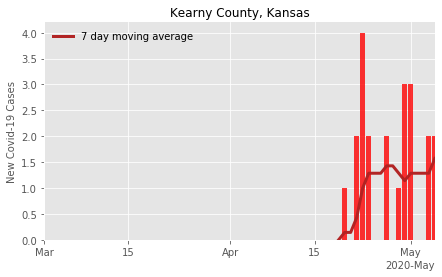 Kearny County, Kansas
7 day moving average
New Covid-19 Cases
4.0
3.5
3.0
2.5
2.0
1.5
1.0
0.5
0.0
Mar 15 Apr 15 May
2020-May